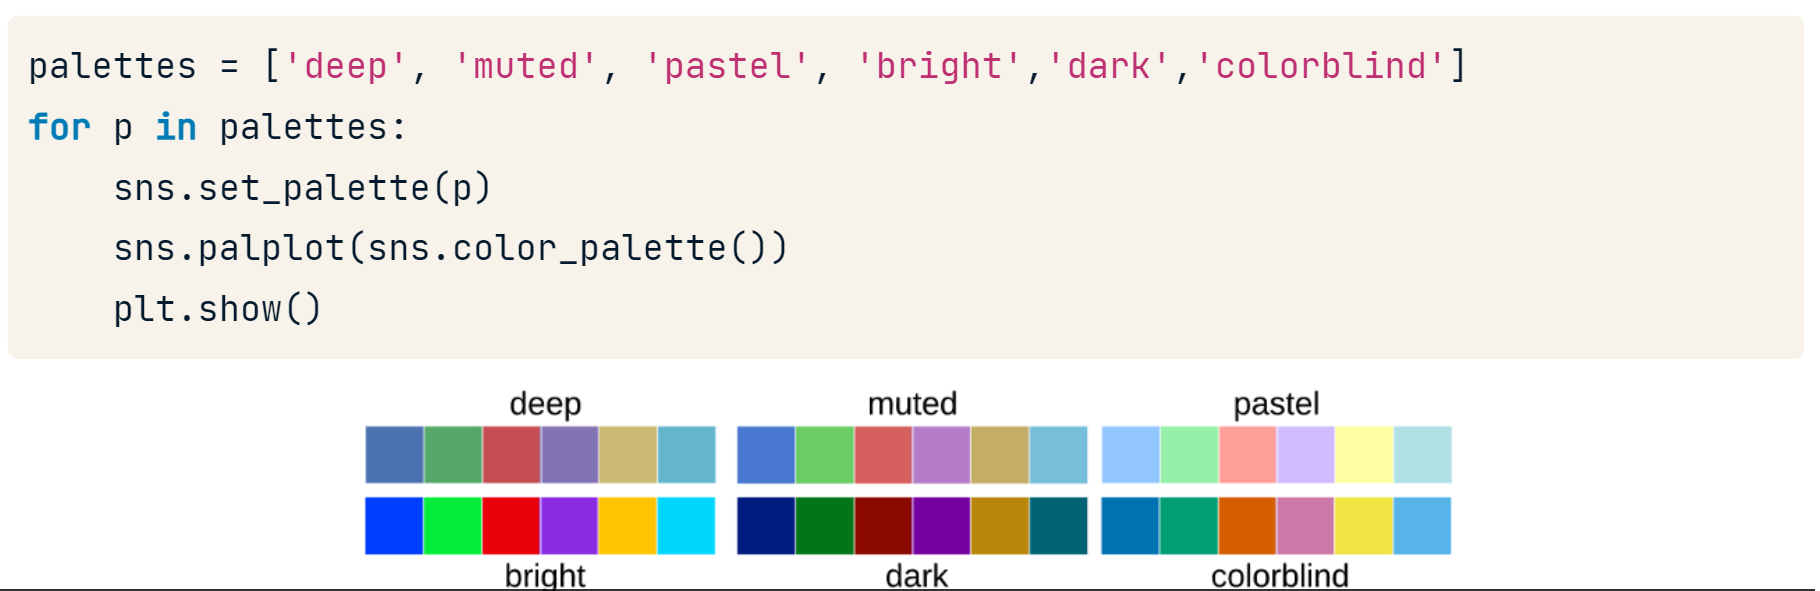 palettes = ['deep', 'muted', 'pastel', 'bright','dark','colorblind']
for p in palettes:
    sns.set_palette(p)
    sns.palplot(sns.color_palette())
    plt.show()
deep muted pastel
bright dark colorblind